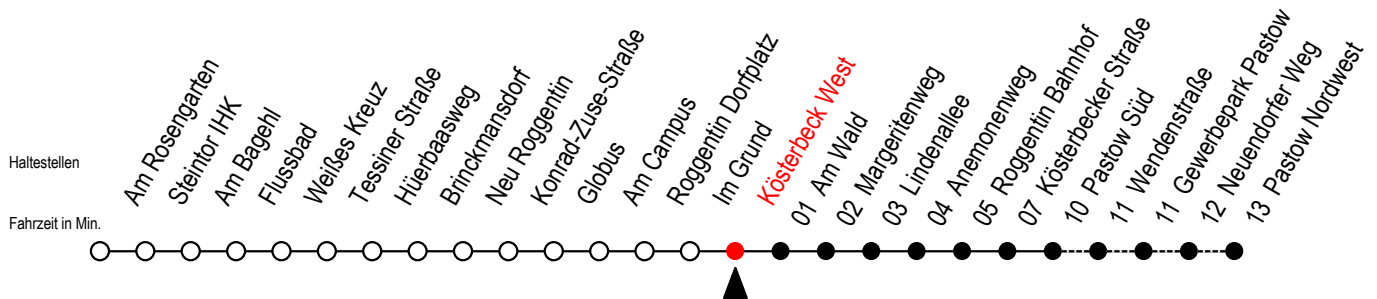 Haltestellen
Fahrzeit in Min.
Am Rosengarten
Steintor IHK
Am Bagehl
Flussbad
Weißes Kreuz
Tessiner Straße
Hüerbaasweg
Brinckmansdorf
Neu Roggentin
Konrad-Zuse-Straße
Globus
Am Campus
Roggentin Dorfplatz
Im Grund
Kösterbeck West
01 Am Wald
02 Margeritenweg
03 Lindenallee
04 Anemonenweg
05 Roggentin Bahnhof
07 Kösterbecker Straße
10 Pastow Süd
11 Wendenstraße
11 Gewerbepark Pastow
12 Neuendorfer Weg
13 Pastow Nordwest